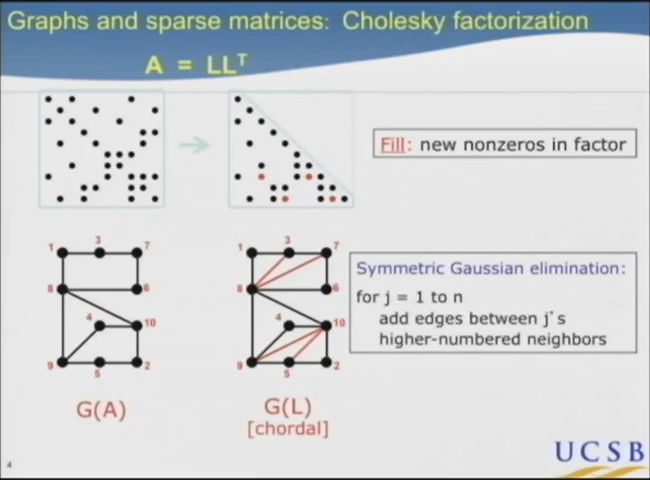 Graphs and sparse matrices: Cholesky factorization
A = LLᵀ
Fill: new nonzeros in factor
1 3 7
8 6
4 10
9 5 2
1 3 7
8 6
4 10
9 5 2
Symmetric Gaussian elimination:
for j = 1 to n
add edges between j's
higher-numbered neighbors
G(A)
G(L)
[chordal]
4
UCSB